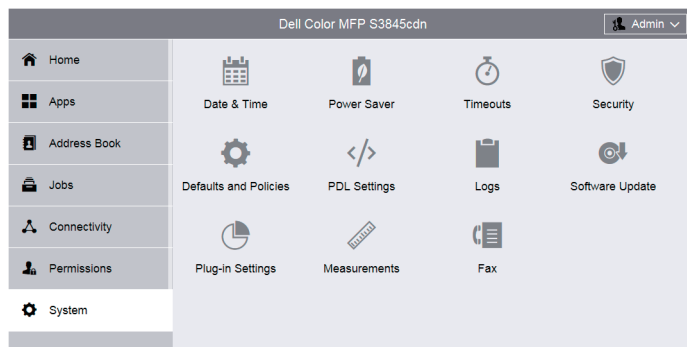 Dell Color MFP S3845cdn
Admin
Home
Apps
Address Book
Jobs
Connectivity
Permissions
System
Date & Time
Power Saver
Timeouts
Security
Defaults and Policies
PDL Settings
Logs
Software Update
Plug-in Settings
Measurements
Fax